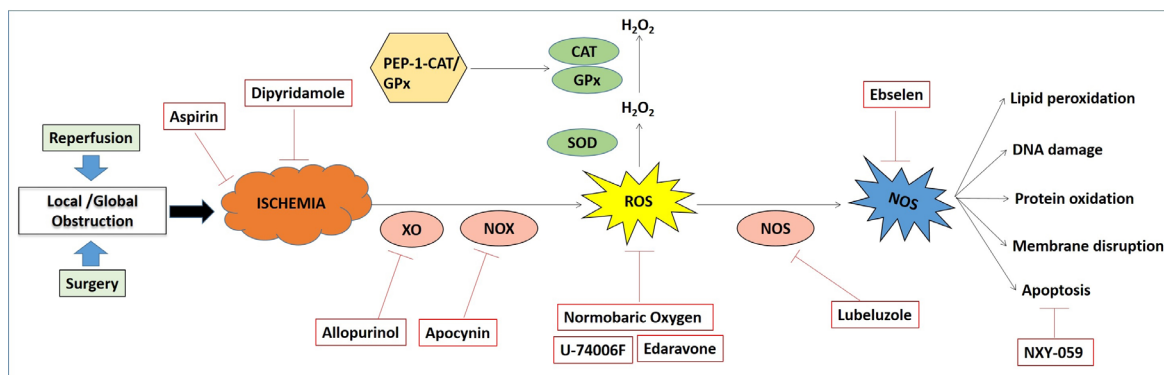 H₂O₂
PEP-1-CAT/
GPx
CAT
GPx
Dipyridamole
H₂O₂
Ebselen
Lipid peroxidation
Aspirin
Reperfusion
SOD
DNA damage
Local /Global
Obstruction
ISCHEMIA
ROS
NOS
Protein oxidation
XO
NOX
NOS
Membrane disruption
Surgery
Apoptosis
Allopurinol
Apocynin
Normobaric Oxygen
Lubeluzole
U-74006F
Edaravone
NXY-059